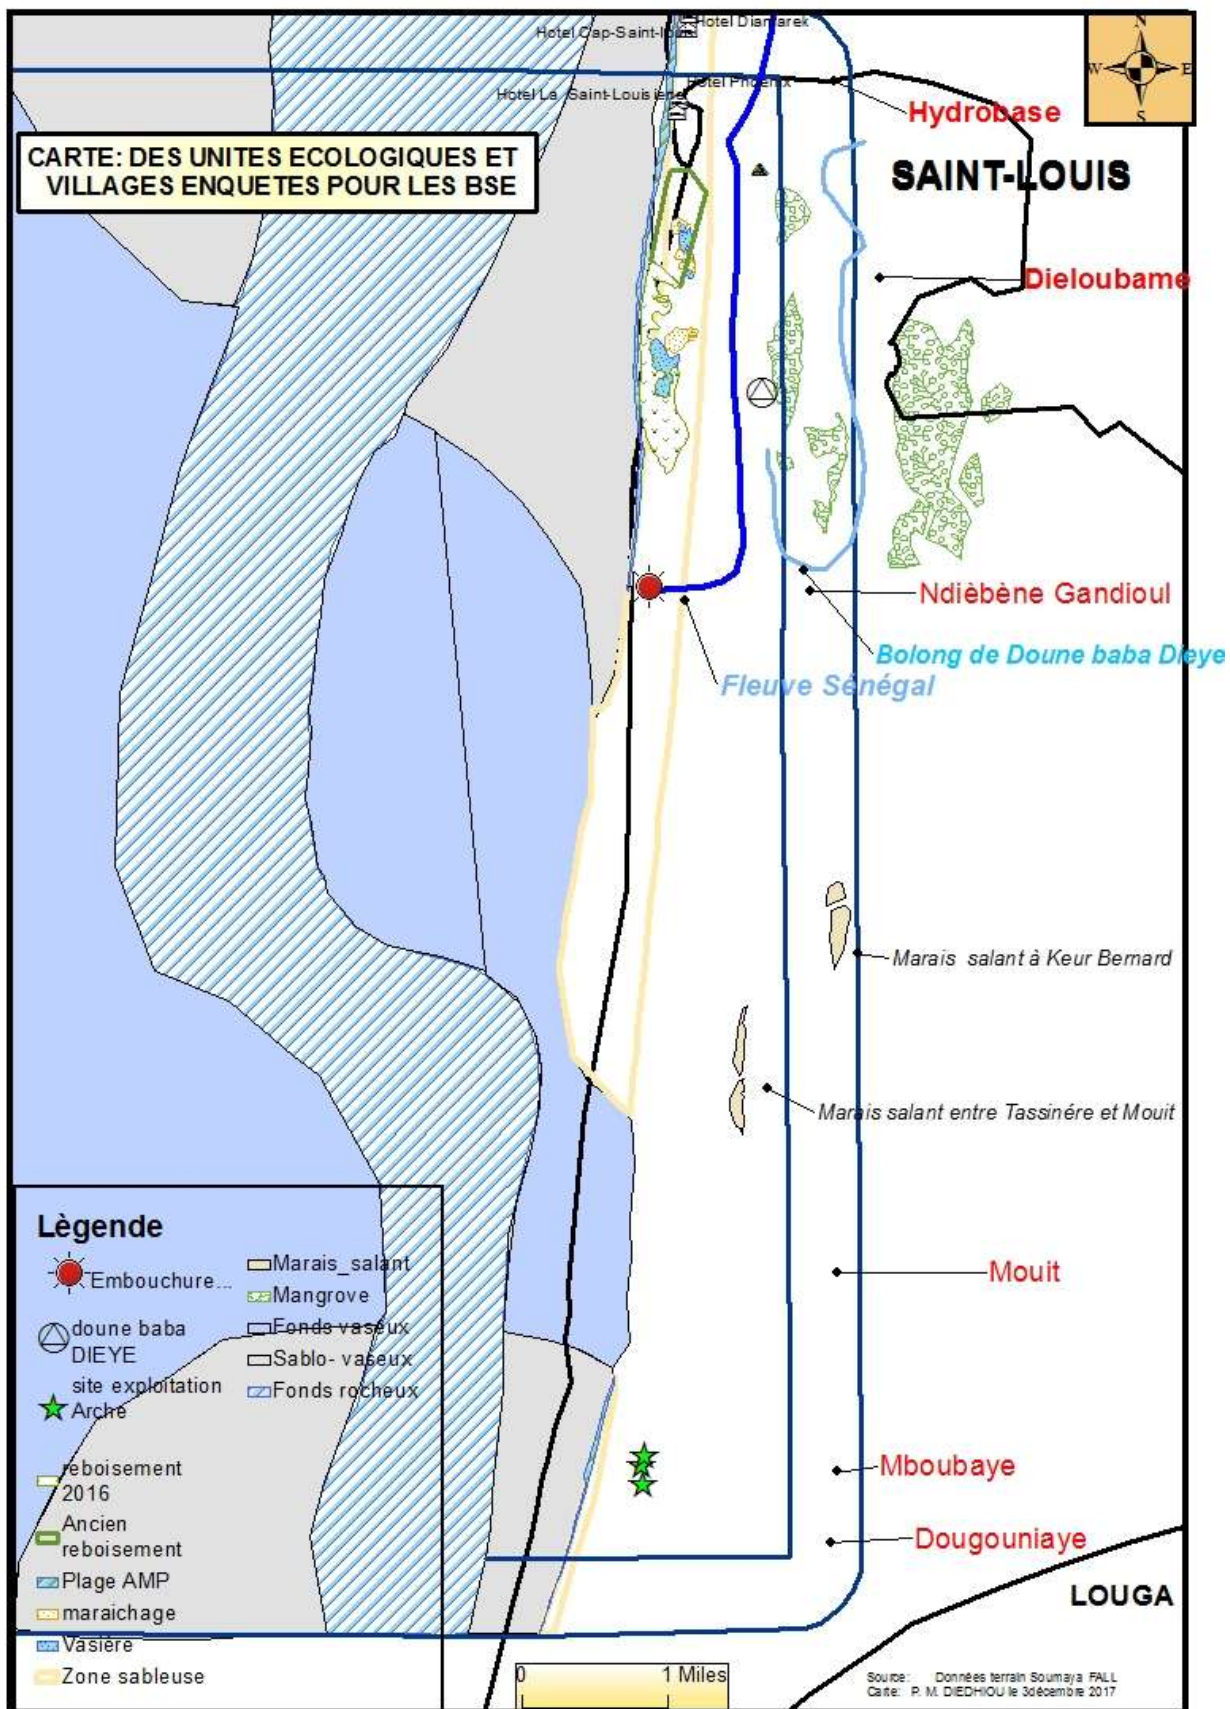 Hotel Diamarek
Hotel Cap-Saint-louis
N
W E
S
Hotel Phoenix
Hotel La Saint-Louisiene
Hydrobase
CARTE: DES UNITES ECOLOGIQUES ET
VILLAGES ENQUETES POUR LES BSE
SAINT-LOUIS
Dieloubame
Ndièbène Gandioul
Bolong de Doune baba Dieye
Fleuve Sénégal
Marais salant à Keur Bernard
Marais salant entre Tassinére et Mouit
Mouit
Mboubaye
Dougouniaye
LOUGA
Lègende
Embouchure...
doune baba
DIEYE
site exploitation
Arche
reboisement
2016
Ancien
reboisement
Plage AMP
maraichage
Vasière
Zone sableuse
Marais_salant
Mangrove
Fonds vaseux
Sablo- vaseux
Fonds rocheux
0 1 Miles
Source: Données terrain Soumaya FALL
Carte: P. M. DIEDHIOU le 3décembre 2017